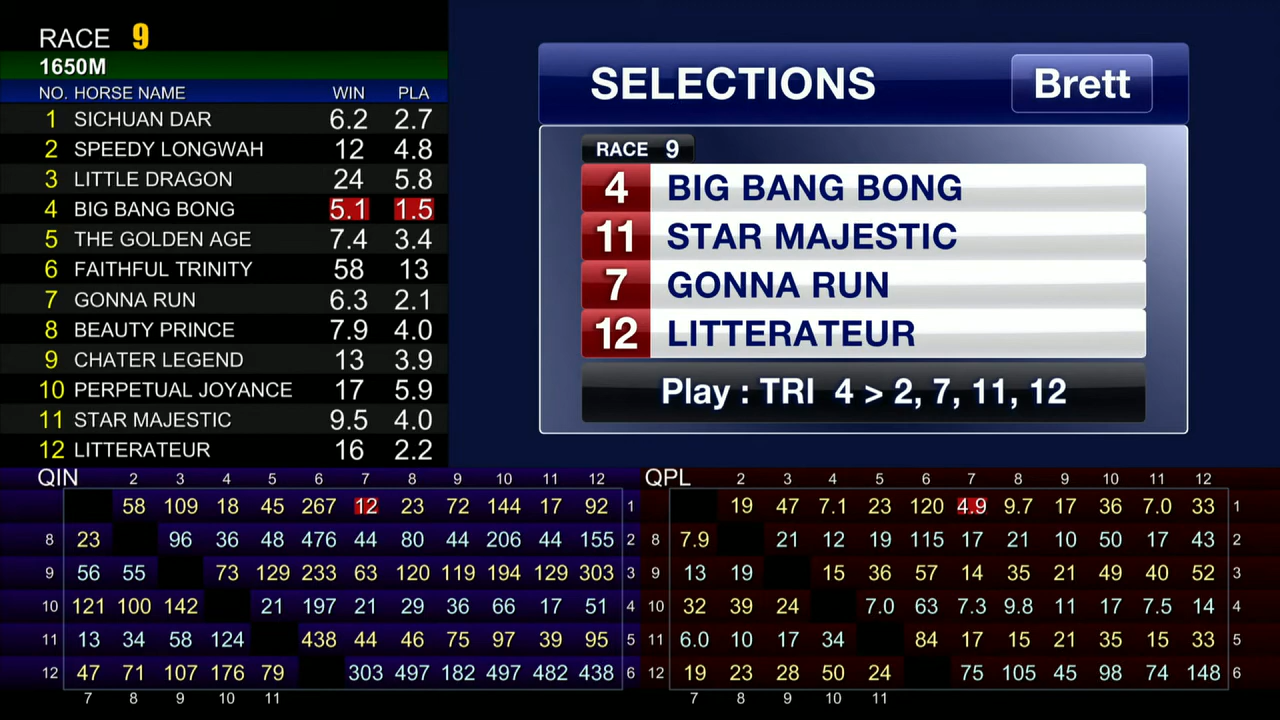 RACE 9
1650M
NO. HORSE NAME WIN PLA
1 SICHUAN DAR 6.2 2.7
2 SPEEDY LONGWAH 12 4.8
3 LITTLE DRAGON 24 5.8
4 BIG BANG BONG 5.1 1.5
5 THE GOLDEN AGE 7.4 3.4
6 FAITHFUL TRINITY 58 13
7 GONNA RUN 6.3 2.1
8 BEAUTY PRINCE 7.9 4.0
9 CHATER LEGEND 13 3.9
10 PERPETUAL JOYANCE 17 5.9
11 STAR MAJESTIC 9.5 4.0
12 LITTERATEUR 16 2.2
SELECTIONS Brett
RACE 9
4 BIG BANG BONG
11 STAR MAJESTIC
7 GONNA RUN
12 LITTERATEUR
Play : TRI 4 > 2, 7, 11, 12
QIN 2 3 4 5 6 7 8 9 10 11 12
58 109 18 45 267 12 23 72 144 17 92 1
8 23 96 36 48 476 44 80 44 206 44 155 2
9 56 55 73 129 233 63 120 119 194 129 303 3
10 121 100 142 21 197 21 29 36 66 17 51 4
11 13 34 58 124 438 44 46 75 97 39 95 5
12 47 71 107 176 79 303 497 182 497 482 438 6
7 8 9 10 11
QPL 2 3 4 5 6 7 8 9 10 11 12
19 47 7.1 23 120 4.9 9.7 17 36 7.0 33 1
8 7.9 21 12 19 115 17 21 10 50 17 43 2
9 13 19 15 36 57 14 35 21 49 40 52 3
10 32 39 24 7.0 63 7.3 9.8 11 17 7.5 14 4
11 6.0 10 17 34 84 17 15 21 35 15 33 5
12 19 23 28 50 24 75 105 45 98 74 148 6
7 8 9 10 11